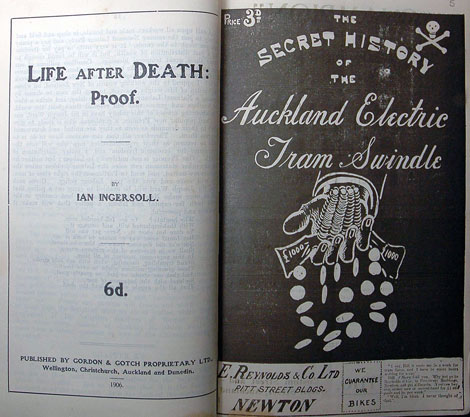 LIFE AFTER DEATH:
Proof.
BY
IAN INGERSOLL.
6d.
PUBLISHED BY GORDON & GOTCH PROPRIETARY LTD.
Wellington, Christchurch, Auckland and Dunedin.
1906.
PRICE 3D
THE
SECRET HISTORY
OF
THE
Auckland Electric
Tram Swindle
£1000
1000
E. REYNOLDS & Co. LTD
PITT STREET BLDGS.
NEWTON
WE
GUARANTEE
OUR
BIKES